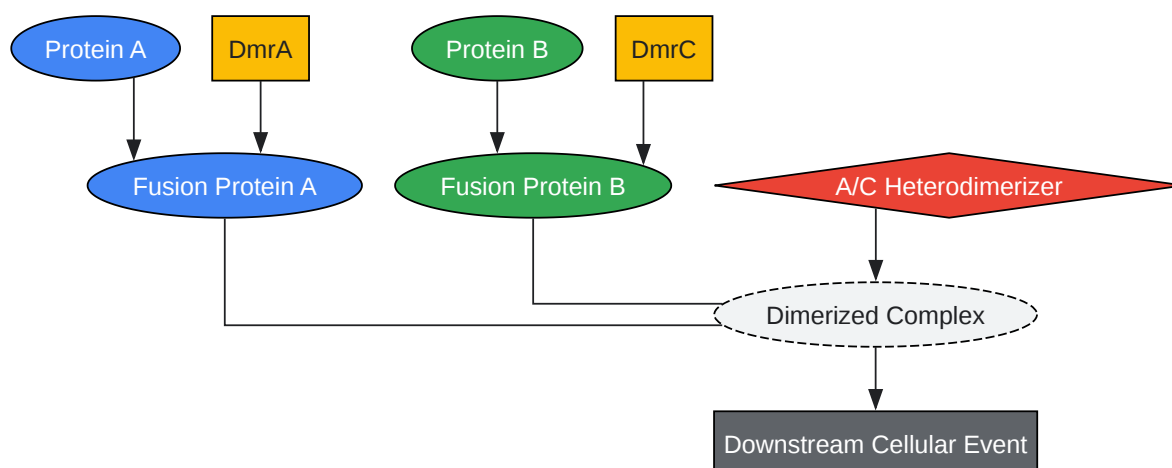 Protein A
DmrA
Protein B
DmrC
Fusion Protein A
Fusion Protein B
A/C Heterodimerizer
Dimerized Complex
Downstream Cellular Event